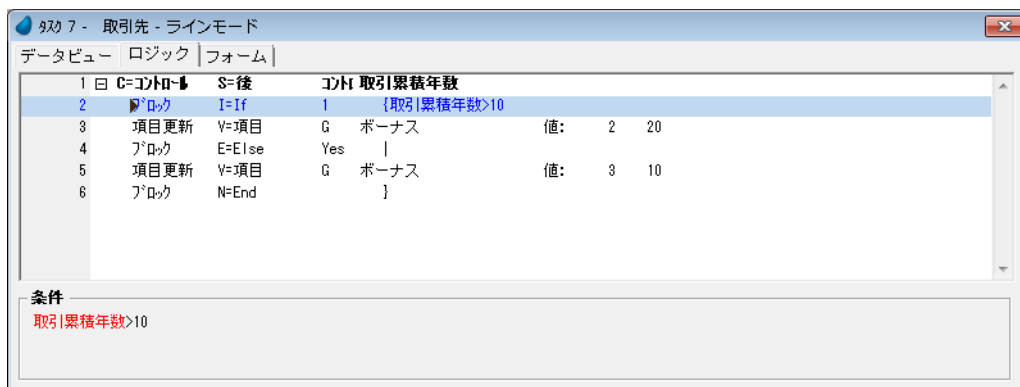 タスク 7 - 取引先 - ラインモード
データビュー ロジック フォーム
1 C=コントロール S=後 コントロ 取引累積年数
2 ブロック I=If 1 {取引累積年数>10
3 項目更新 V=項目 G ボーナス 値: 2 20
4 ブロック E=Else Yes |
5 項目更新 V=項目 G ボーナス 値: 3 10
6 ブロック N=End }
条件
取引累積年数>10